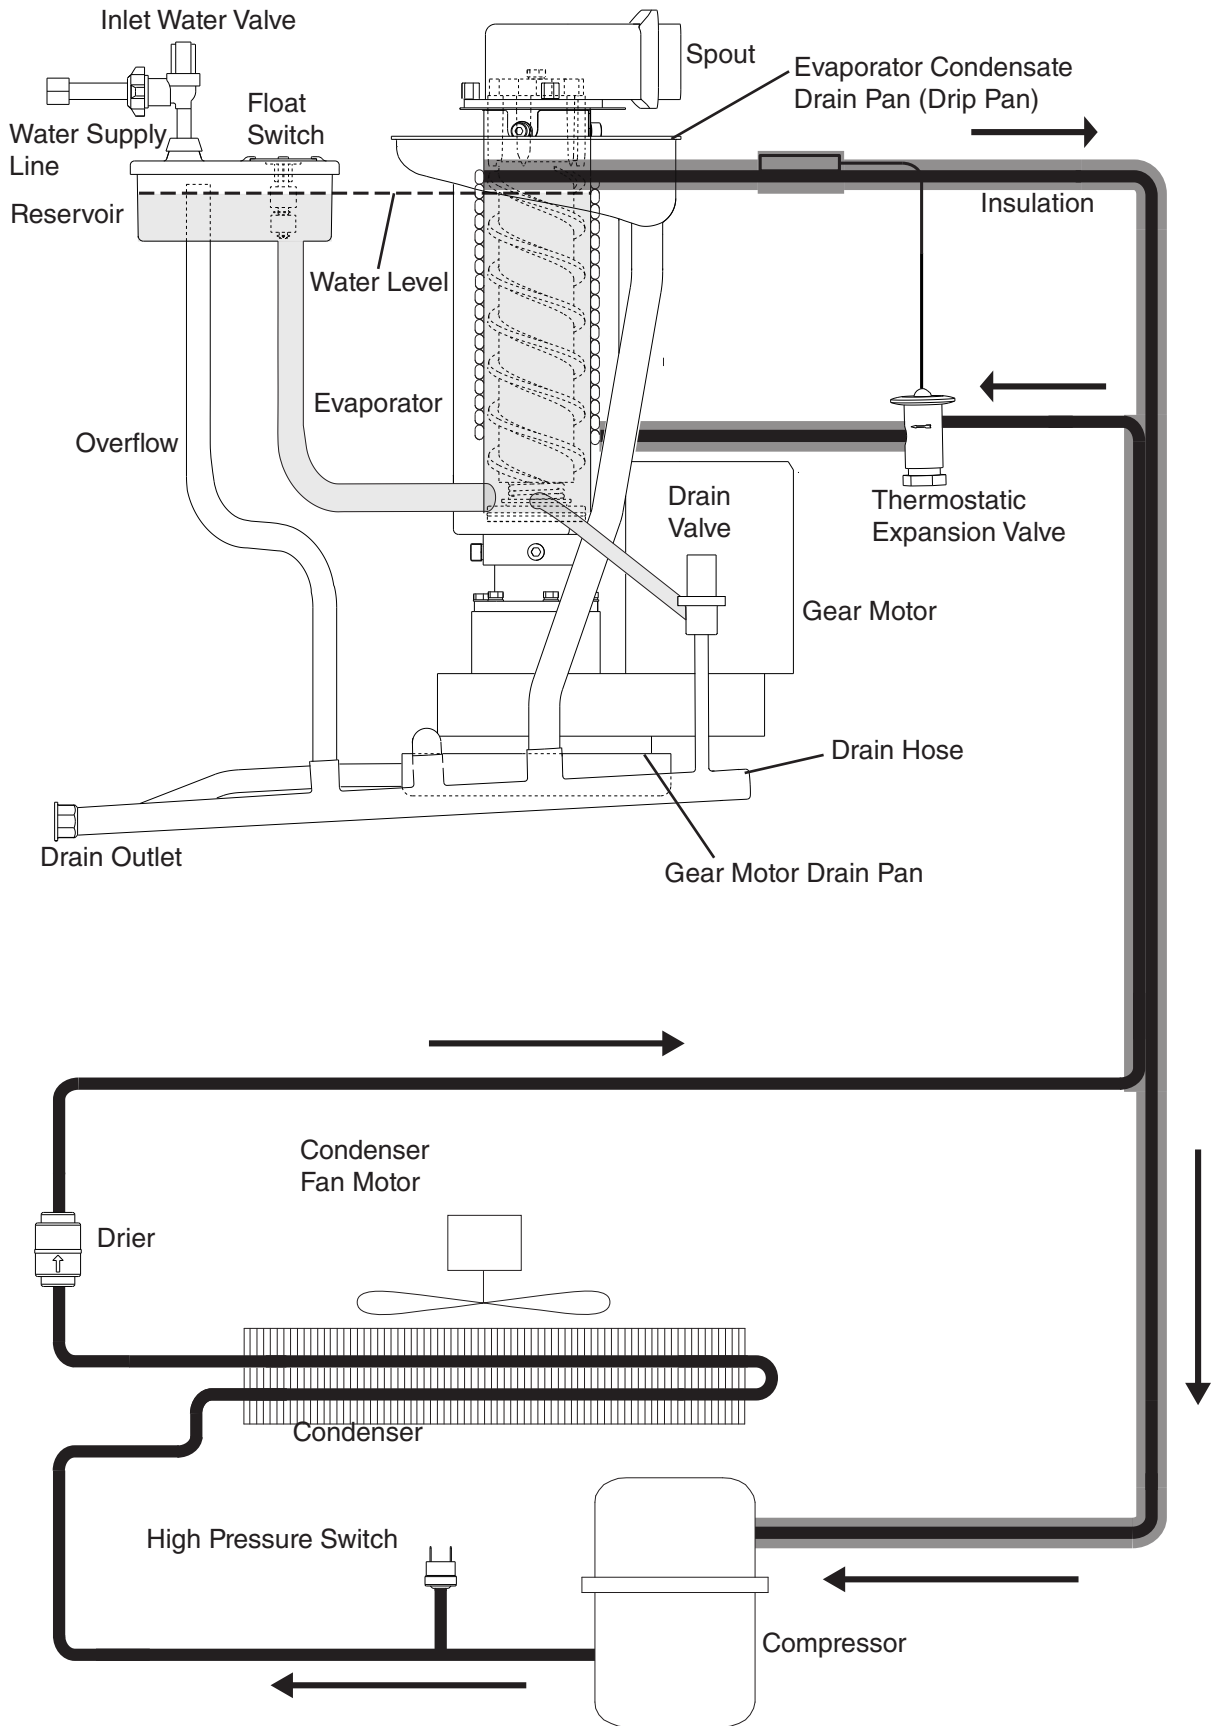 Inlet Water Valve
Spout
Evaporator Condensate
Drain Pan (Drip Pan)
Float
Switch
Water Supply
Line
Reservoir
Insulation
Water Level
Evaporator
Overflow
Drain
Valve
Thermostatic
Expansion Valve
Gear Motor
Drain Hose
Drain Outlet
Gear Motor Drain Pan
Condenser
Fan Motor
Drier
Condenser
High Pressure Switch
Compressor